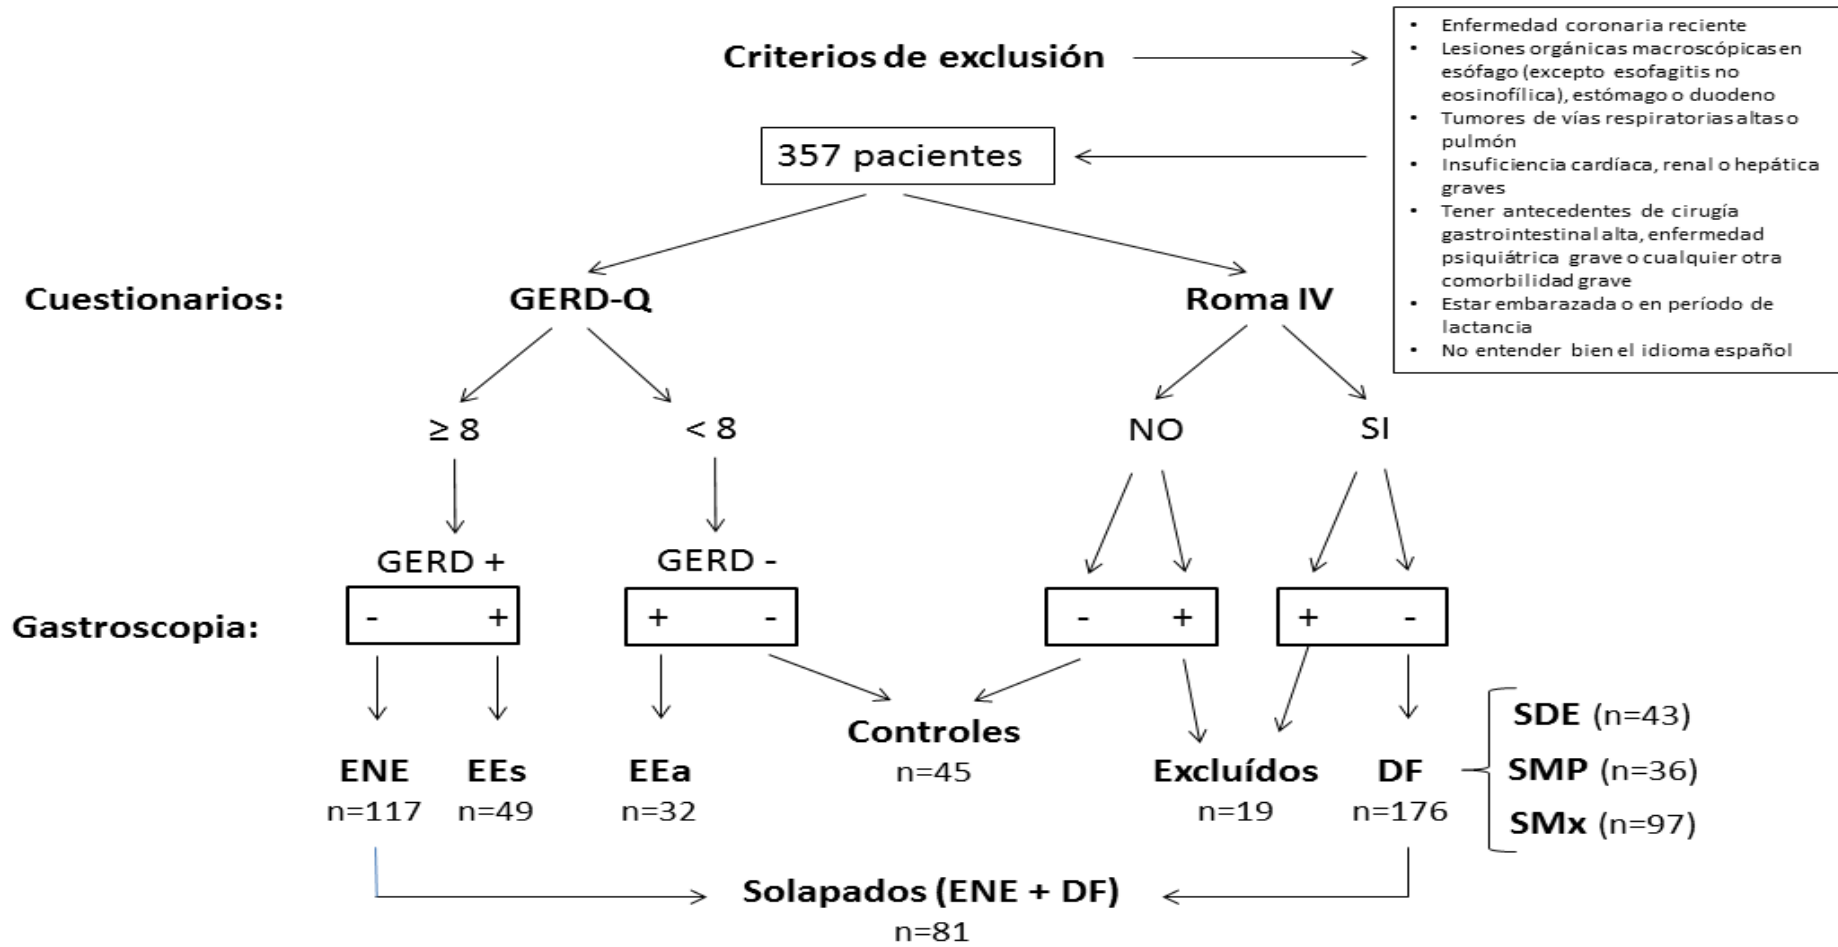 Criterios de exclusión
• Enfermedad coronaria reciente
• Lesiones orgánicas macroscópicas en
esófago (excepto esofagitis no
eosinofílica), estómago o duodeno
• Tumores de vías respiratorias altas o
pulmón
• Insuficiencia cardíaca, renal o hepática
graves
• Tener antecedentes de cirugía
gastrointestinal alta, enfermedad
psiquiátrica grave o cualquier otra
comorbilidad grave
• Estar embarazada o en período de
lactancia
• No entender bien el idioma español
357 pacientes
Cuestionarios: GERD-Q Roma IV
≥ 8 < 8 NO SI
GERD + GERD -
Gastroscopia: - + + - - + + -
Controles
n=45
ENE EEs EEa Excluídos DF
n=117 n=49 n=32 n=19 n=176
SDE (n=43)
SMP (n=36)
SMx (n=97)
Solapados (ENE + DF)
n=81